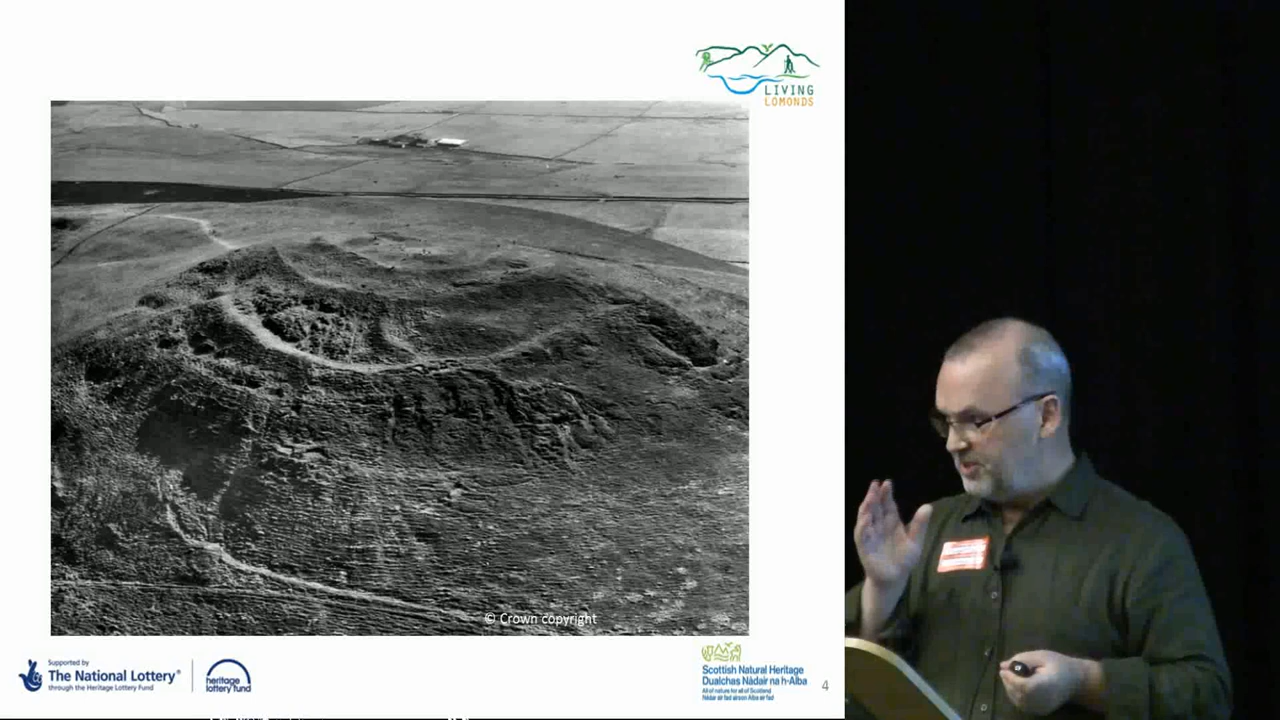 LIVING
LOMONDS
© Crown copyright
Supported by
The National Lottery®
through the Heritage Lottery Fund
heritage
lottery fund
Scottish Natural Heritage
Dualchas Nàdair na h-Alba
All of nature for all of Scotland
Nàdar air fad airson Alba air fad
4